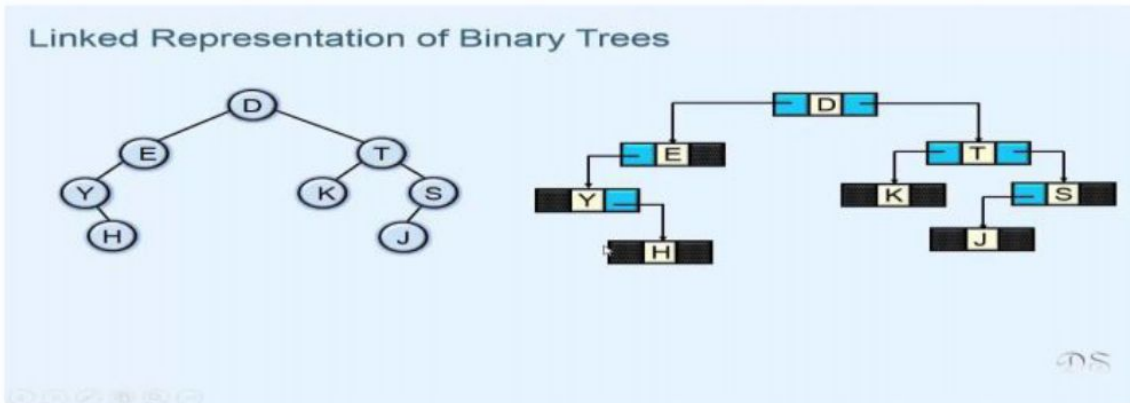 Linked Representation of Binary Trees
D
E T
Y K S
H J
D
E T
Y K S
H J
DS